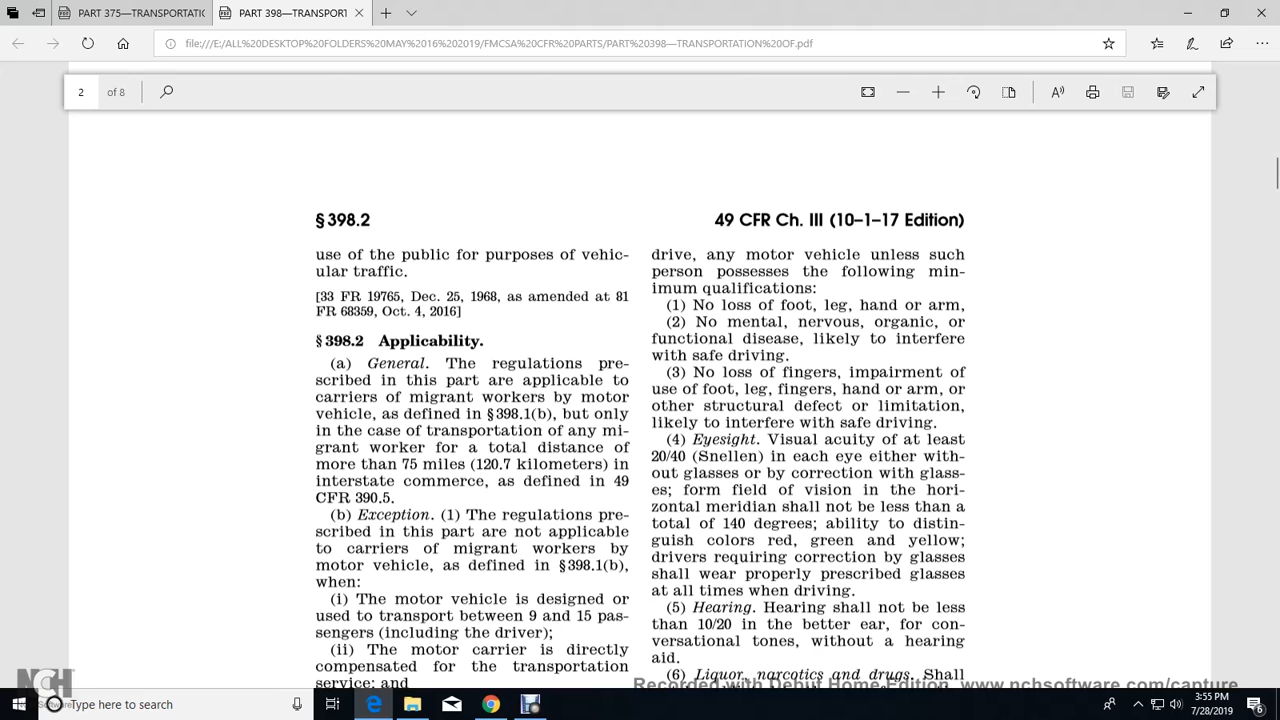 PART 375—TRANSPORTATIC
PART 398—TRANSPORT
file:///E:/ALL%20DESKTOP%20FOLDERS%20MAY%2016%202019/FMCSA%20CFR%20PARTS/PART%20398—TRANSPORTATION%20OF.pdf
2 of 8
§ 398.2
49 CFR Ch. III (10–1–17 Edition)
use of the public for purposes of vehic-
ular traffic.
[33 FR 19765, Dec. 25, 1968, as amended at 81
FR 68359, Oct. 4, 2016]
§ 398.2 Applicability.
(a) General. The regulations pre-
scribed in this part are applicable to
carriers of migrant workers by motor
vehicle, as defined in §398.1(b), but only
in the case of transportation of any mi-
grant worker for a total distance of
more than 75 miles (120.7 kilometers) in
interstate commerce, as defined in 49
CFR 390.5.
(b) Exception. (1) The regulations pre-
scribed in this part are not applicable
to carriers of migrant workers by
motor vehicle, as defined in §398.1(b),
when:
(i) The motor vehicle is designed or
used to transport between 9 and 15 pas-
sengers (including the driver);
(ii) The motor carrier is directly
compensated for the transportation
service; and
drive, any motor vehicle unless such
person possesses the following min-
imum qualifications:
(1) No loss of foot, leg, hand or arm,
(2) No mental, nervous, organic, or
functional disease, likely to interfere
with safe driving.
(3) No loss of fingers, impairment of
use of foot, leg, fingers, hand or arm, or
other structural defect or limitation,
likely to interfere with safe driving.
(4) Eyesight. Visual acuity of at least
20/40 (Snellen) in each eye either with-
out glasses or by correction with glass-
es; form field of vision in the hori-
zontal meridian shall not be less than a
total of 140 degrees; ability to distin-
guish colors red, green and yellow;
drivers requiring correction by glasses
shall wear properly prescribed glasses
at all times when driving.
(5) Hearing. Hearing shall not be less
than 10/20 in the better ear, for con-
versational tones, without a hearing
aid.
(6) Liquor, narcotics and drugs. Shall
NCH
Software
Recorded with Debut Home Edition www.nchsoftware.com/capture
Type here to search
3:55 PM
7/28/2019
6